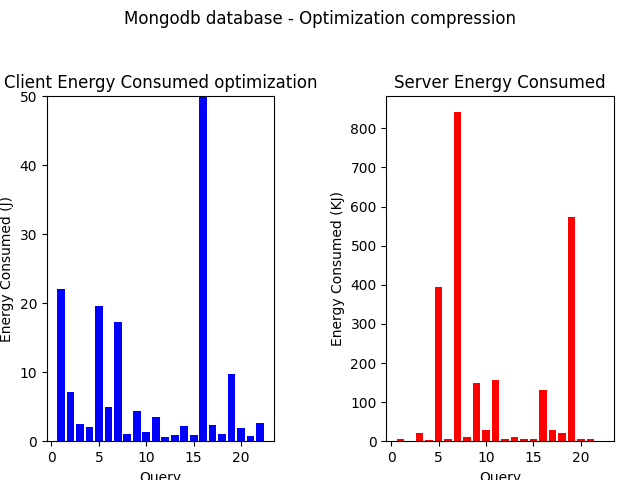 Mongodb database - Optimization compression
Client Energy Consumed optimization
Energy Consumed (J)
50
40
30
20
10
0
0 5 10 15 20
Query
Server Energy Consumed
Energy Consumed (KJ)
800
700
600
500
400
300
200
100
0
0 5 10 15 20
Query